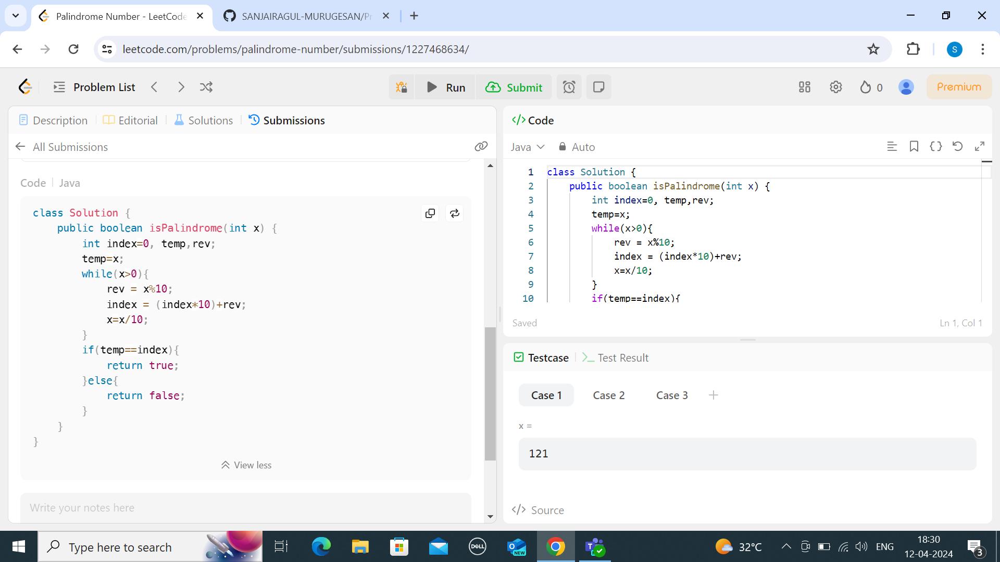 Palindrome Number - LeetCode
SANJAIRAGUL-MURUGESAN/Pr
leetcode.com/problems/palindrome-number/submissions/1227468634/
S
Problem List
Run
Submit
0
Premium
Description
Editorial
Solutions
Submissions
All Submissions
Code
Java
class Solution {
public boolean isPalindrome(int x) {
int index=0, temp,rev;
temp=x;
while(x>0){
rev = x%10;
index = (index*10)+rev;
x=x/10;
}
if(temp==index){
return true;
}else{
return false;
}
}
}
View less
Write your notes here
</> Code
Java
Auto
1 class Solution {
2 public boolean isPalindrome(int x) {
3 int index=0, temp,rev;
4 temp=x;
5 while(x>0){
6 rev = x%10;
7 index = (index*10)+rev;
8 x=x/10;
9 }
10 if(temp==index){
Saved
Ln 1, Col 1
Testcase
Test Result
Case 1
Case 2
Case 3
x =
121
</> Source
Type here to search
DELL
NEW
32°C
ENG
18:30
12-04-2024
3